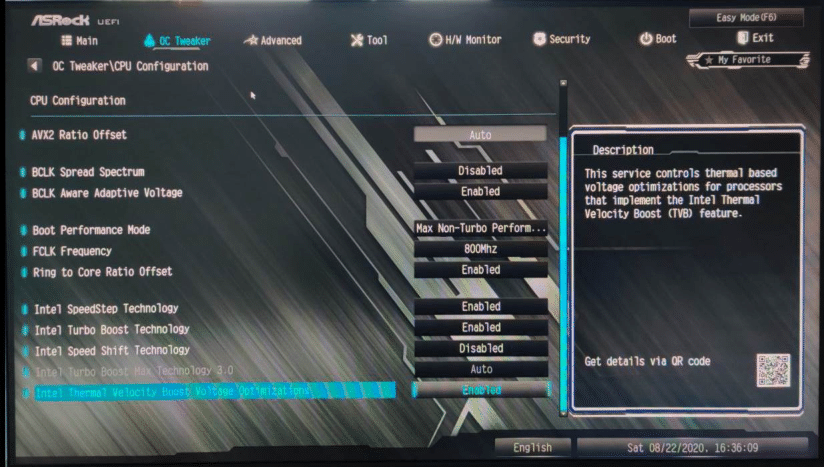 ASRock UEFI
Easy Mode(F6)
Main
OC Tweaker
Advanced
Tool
H/W Monitor
Security
Boot
Exit
OC Tweaker\CPU Configuration
My Favorite
CPU Configuration
AVX2 Ratio Offset Auto
BCLK Spread Spectrum Disabled
BCLK Aware Adaptive Voltage Enabled
Boot Performance Mode Max Non-Turbo Perform...
FCLK Frequency 800Mhz
Ring to Core Ratio Offset Enabled
Intel SpeedStep Technology Enabled
Intel Turbo Boost Technology Enabled
Intel Speed Shift Technology Disabled
Intel Turbo Boost Max Technology 3.0 Auto
Intel Thermal Velocity Boost Voltage Optimizations Enabled
Description
This service controls thermal based
voltage optimizations for processors
that implement the Intel Thermal
Velocity Boost (TVB) feature.
Get details via QR code
English
Sat 08/22/2020. 16:36:09